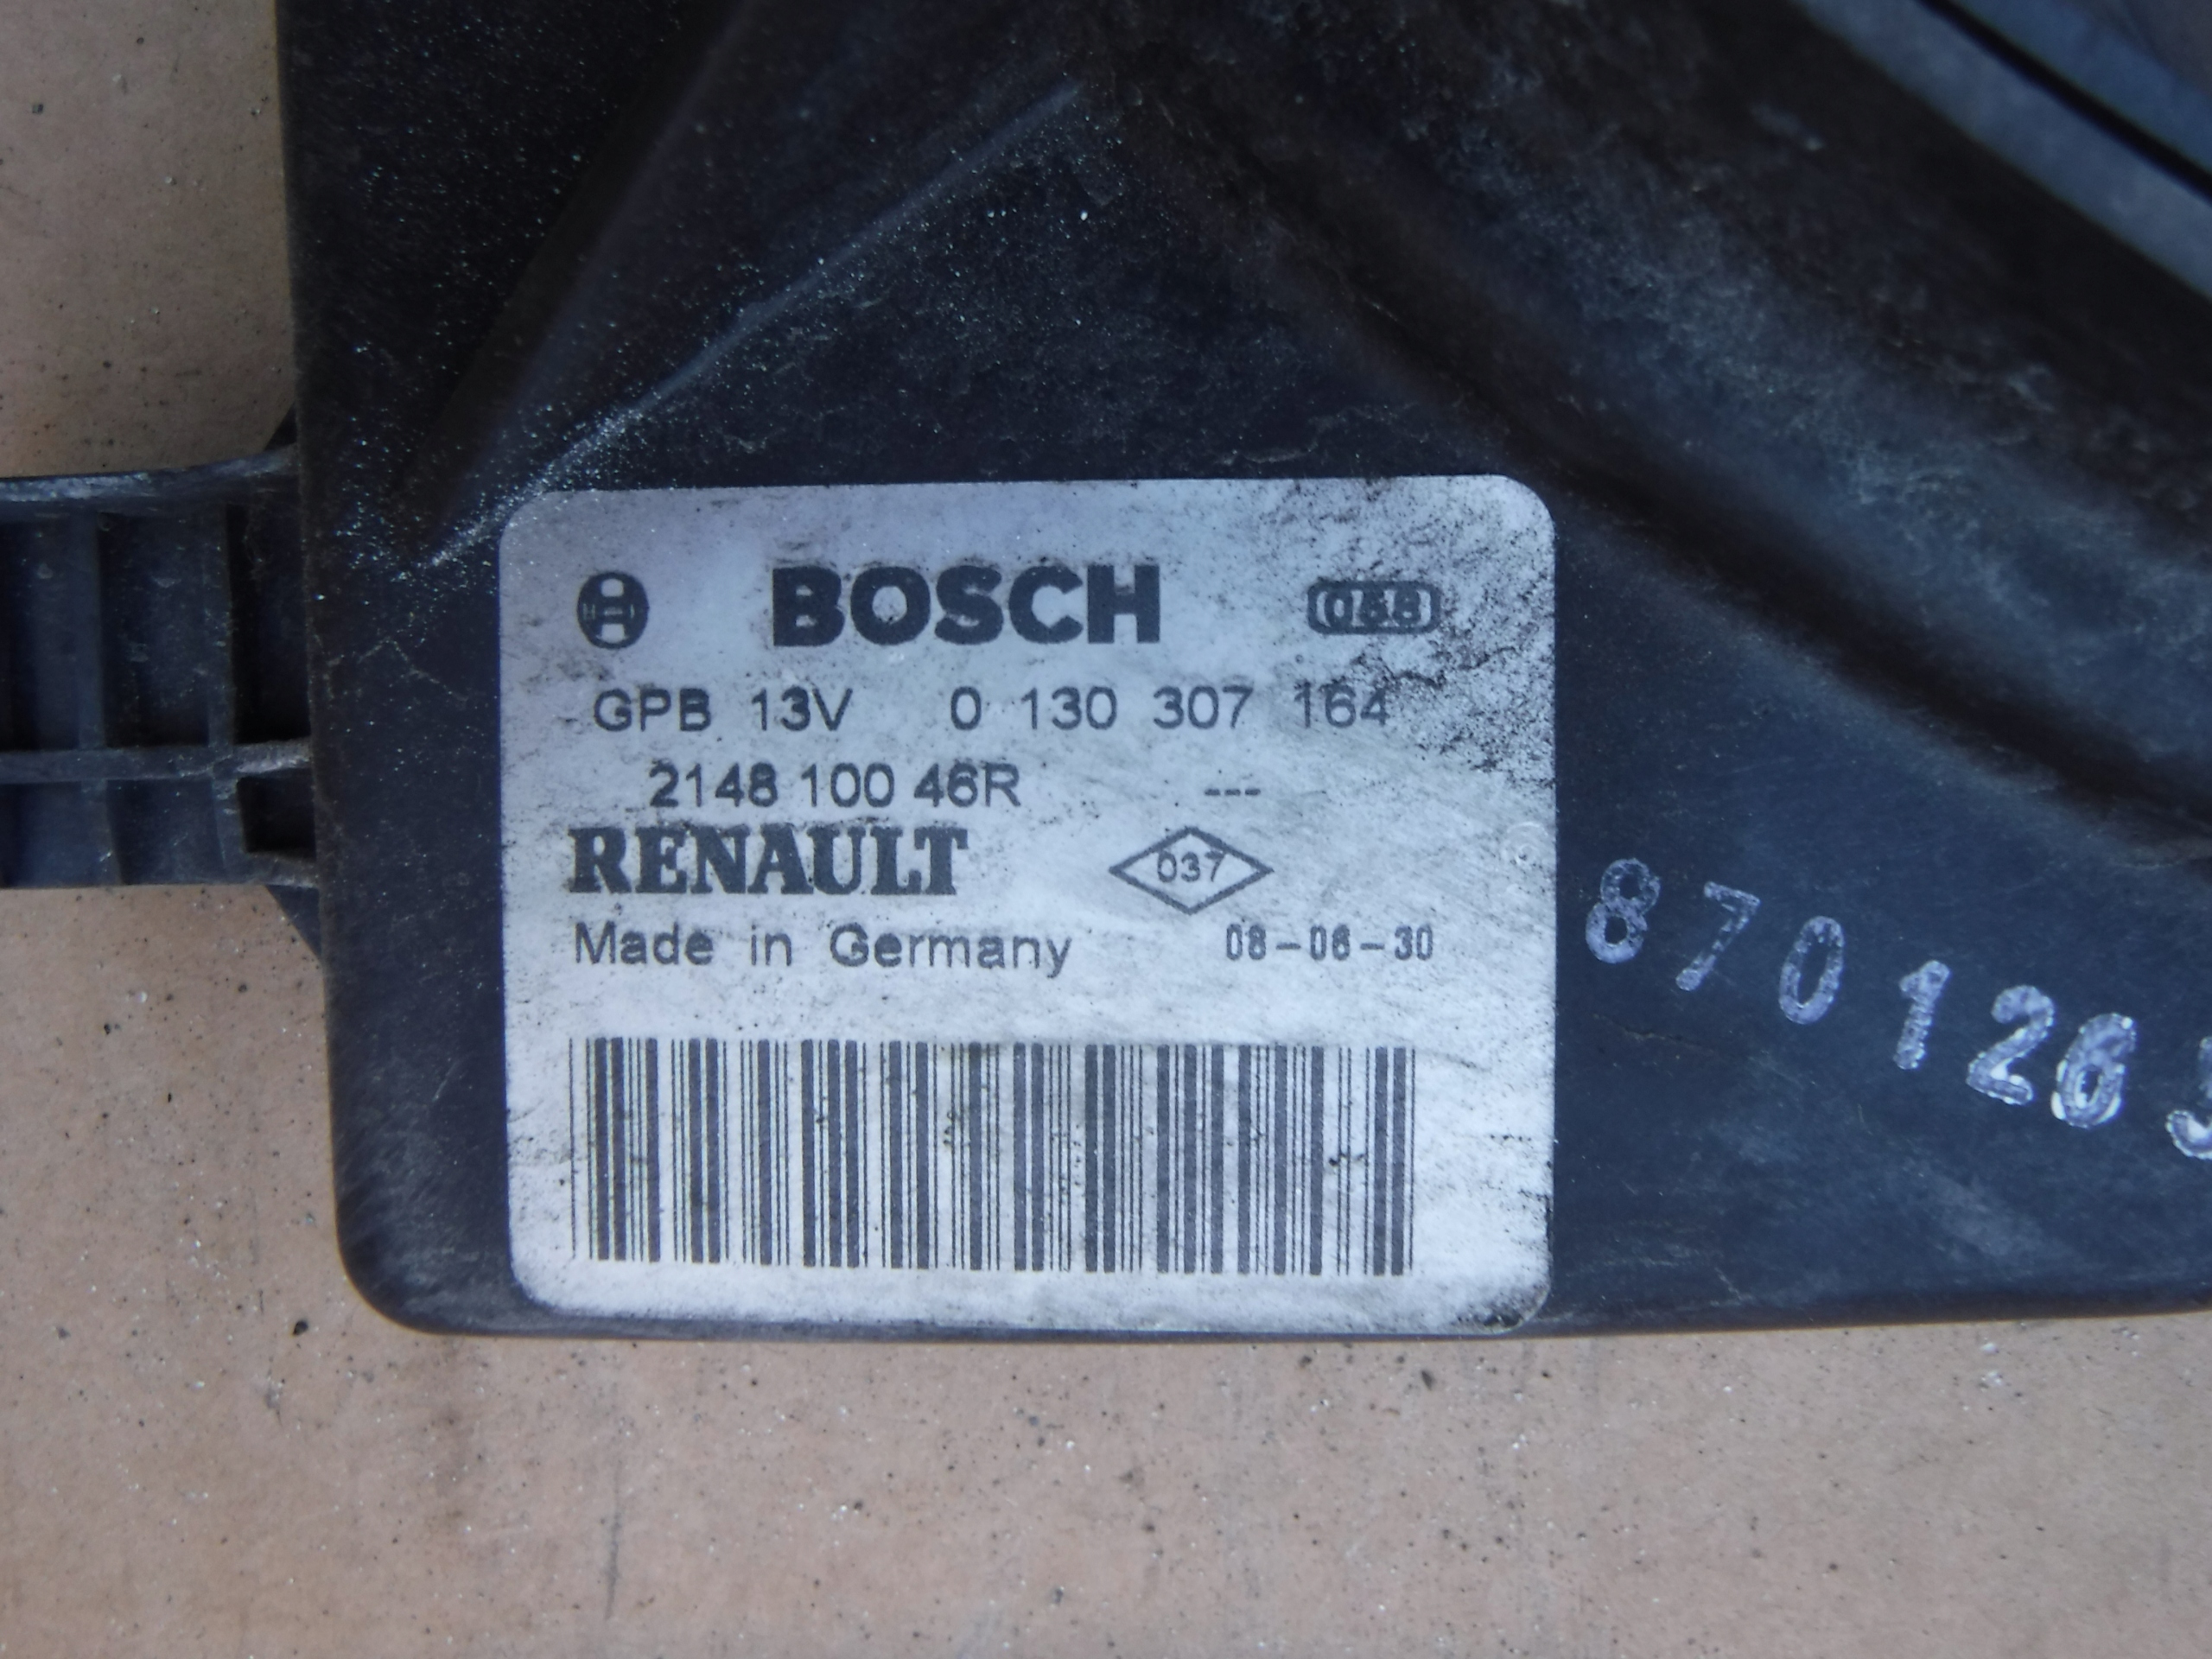 BOSCH
GPB 13V 0 130 307 164
2148 100 46R ---
RENAULT 037
Made in Germany 08-06-30
870126